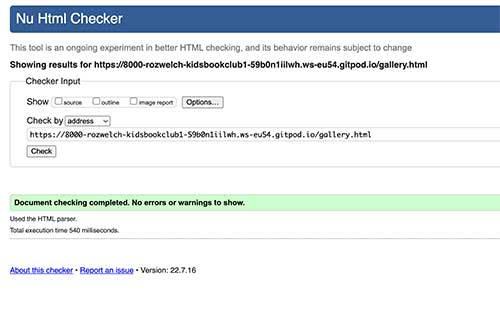 Nu Html Checker
This tool is an ongoing experiment in better HTML checking, and its behavior remains subject to change
Showing results for https://8000-rozwelch-kidsbookclub1-59b0n1iilwh.ws-eu54.gitpod.io/gallery.html
Checker Input
Show source outline image report Options...
Check by address
https://8000-rozwelch-kidsbookclub1-59b0n1iilwh.ws-eu54.gitpod.io/gallery.html
Check
Document checking completed. No errors or warnings to show.
Used the HTML parser.
Total execution time 540 milliseconds.
About this checker • Report an issue • Version: 22.7.16